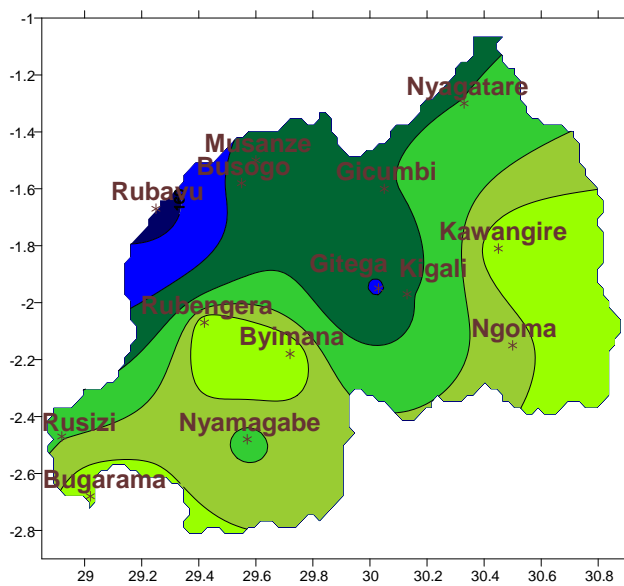 -1
-1.2
Nyagatare
-1.4
Musanze
Busogo
Gicumbi
-1.6
Rubavu
-1.8
Kawangire
Gitega
Kigali
-2
Rubengera
Byimana
Ngoma
-2.2
-2.4
Rusizi
Nyamagabe
-2.6
Bugarama
-2.8
29 29.2 29.4 29.6 29.8 30 30.2 30.4 30.6 30.8